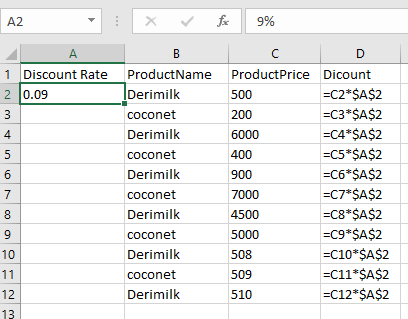 A2 fx 9%
A B C D
1 Discount Rate ProductName ProductPrice Dicount
2 0.09 Derimilk 500 =C2*$A$2
3 coconet 200 =C3*$A$2
4 Derimilk 6000 =C4*$A$2
5 coconet 400 =C5*$A$2
6 Derimilk 900 =C6*$A$2
7 coconet 7000 =C7*$A$2
8 Derimilk 4500 =C8*$A$2
9 coconet 5000 =C9*$A$2
10 Derimilk 508 =C10*$A$2
11 coconet 509 =C11*$A$2
12 Derimilk 510 =C12*$A$2
13